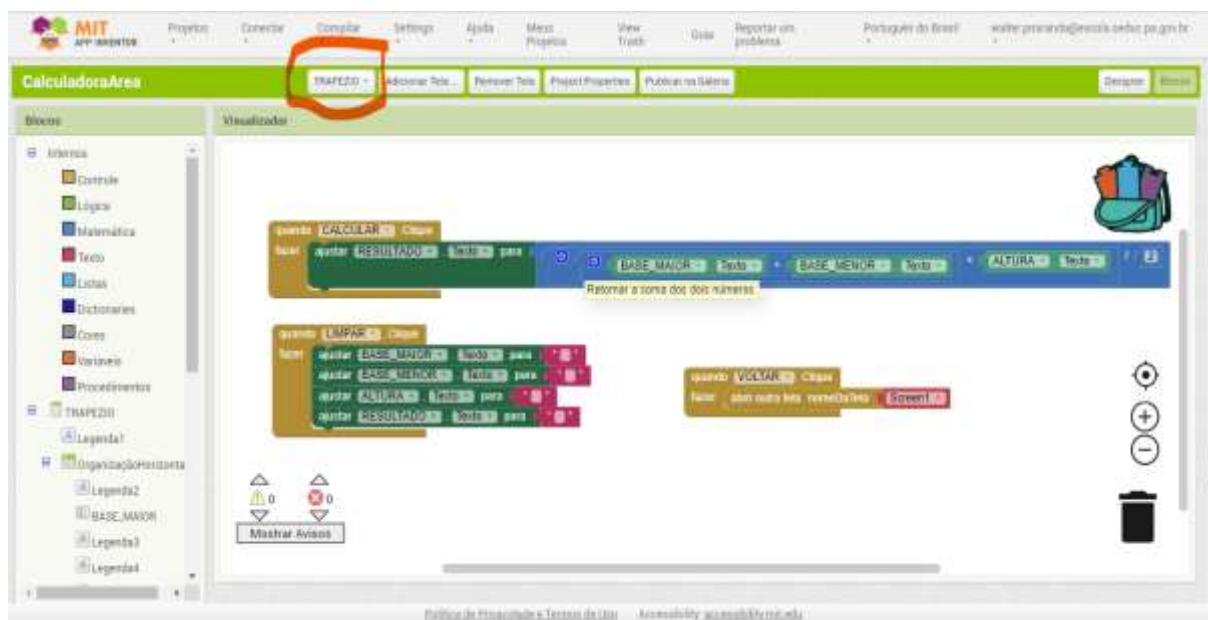 MIT
APP INVENTOR
Projetos
Conectar
Compilar
Settings
Ajuda
Meus Projetos
View Trash
Guia
Reportar um problema
Português do Brasil
CalculadoraArea
TRAPEZIO
Adicionar Tela ...
Remover Tela
Project Properties
Publicar na Galeria
Designer
Blocos
Blocos
Visualizador
Internos
Controle
Lógica
Matemática
Texto
Listas
Dictionaries
Cores
Variáveis
Procedimentos
TRAPEZIO
Legenda1
OrganizaçãoHorizonta
Legenda2
BASE_MAIOR
Legenda3
Legenda4
quando CALCULAR Clique
fazer ajustar RESULTADO Texto para BASE_MAIOR Texto + BASE_MENOR Texto ALTURA Texto / 2
Retornar a soma dos dois números.
quando LIMPAR Clique
fazer ajustar BASE_MAIOR Texto para " "
ajustar BASE_MENOR Texto para " "
ajustar ALTURA Texto para " "
ajustar RESULTADO Texto para " "
quando VOLTAR Clique
fazer abrir outra tela nomeDaTela Screen1
0
0
Mostrar Avisos
Política de Privacidade e Termos de Uso
Accessibility: accessibility.mit.edu